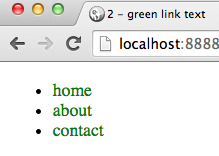 2 - green link text
localhost:8888
home
about
contact